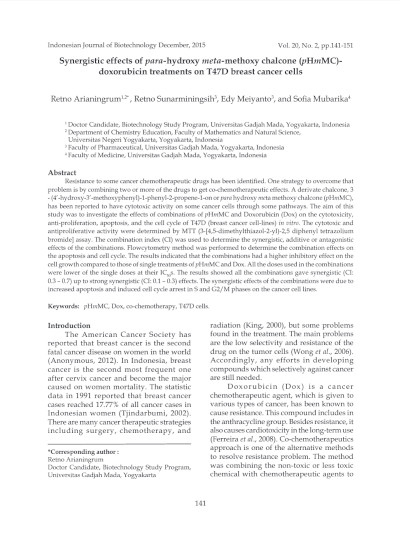 Indonesian Journal of Biotechnology December, 2015
Vol. 20, No. 2, pp.141-151
Synergistic effects of para-hydroxy meta-methoxy chalcone (pHmMC)-
doxorubicin treatments on T47D breast cancer cells
Retno Arianingrum1,2*, Retno Sunarminingsih3, Edy Meiyanto3, and Sofia Mubarika4
1 Doctor Candidate, Biotechnology Study Program, Universitas Gadjah Mada, Yogyakarta, Indonesia
2 Department of Chemistry Education, Faculty of Mathematics and Natural Science,
Universitas Negeri Yogyakarta, Yogyakarta, Indonesia
3 Faculty of Pharmaceutical, Universitas Gadjah Mada, Yogyakarta, Indonesia
4 Faculty of Medicine, Universitas Gadjah Mada, Yogyakarta, Indonesia
Abstract
Resistance to some cancer chemotherapeutic drugs has been identified. One strategy to overcome that
problem is by combining two or more of the drugs to get co-chemotherapeutic effects. A derivate chalcone, 3
- (4'-hydroxy-3'-methoxyphenyl)-1-phenyl-2-propene-1-on or para hydroxy meta methoxy chalcone (pHmMC),
has been reported to have cytotoxic activity on some cancer cells through some pathways. The aim of this
study was to investigate the effects of combinations of pHmMC and Doxorubicin (Dox) on the cytotoxicity,
anti-proliferation, apoptosis, and the cell cycle of T47D (breast cancer cell-lines) in vitro. The cytotoxic and
antiproliferative activity were determined by MTT (3-[4,5-dimethylthiazol-2-yl)-2,5 diphenyl tetrazolium
bromide] assay. The combination index (CI) was used to determine the synergistic, additive or antagonistic
effects of the combinations. Flowcytometry method was performed to determine the combination effects on
the apoptosis and cell cycle. The results indicated that the combinations had a higher inhibitory effect on the
cell growth compared to those of single treatments of pHmMC and Dox. All the doses used in the combinations
were lower of the single doses at their IC50s. The results showed all the combinations gave synergistic (CI:
0.3 – 0.7) up to strong synergistic (CI: 0.1 – 0.3) effects. The synergistic effects of the combinations were due to
increased apoptosis and induced cell cycle arrest in S and G2/M phases on the cancer cell lines.
Keywords: pHmMC, Dox, co-chemotherapy, T47D cells.
Introduction
The American Cancer Society has
reported that breast cancer is the second
fatal cancer disease on women in the world
(Anonymous, 2012). In Indonesia, breast
cancer is the second most frequent one
after cervix cancer and become the major
caused on women mortality. The statistic
data in 1991 reported that breast cancer
cases reached 17.77% of all cancer cases in
Indonesian women (Tjindarbumi, 2002).
There are many cancer therapeutic strategies
including surgery, chemotherapy, and
*Corresponding author :
Retno Arianingrum
Doctor Candidate, Biotechnology Study Program,
Universitas Gadjah Mada, Yogyakarta
radiation (King, 2000), but some problems
found in the treatment. The main problems
are the low selectivity and resistance of the
drug on the tumor cells (Wong et al., 2006).
Accordingly, any efforts in developing
compounds which selectively against cancer
are still needed.
Doxorubicin (Dox) is a cancer
chemotherapeutic agent, which is given to
various types of cancer, has been known to
cause resistance. This compound includes in
the anthracycline group. Besides resistance, it
also causes cardiotoxicity in the long-term use
(Ferreira et al., 2008). Co-chemotherapeutics
approach is one of the alternative methods
to resolve resistance problem. The method
was combining the non-toxic or less toxic
chemical with chemotherapeutic agents to
141